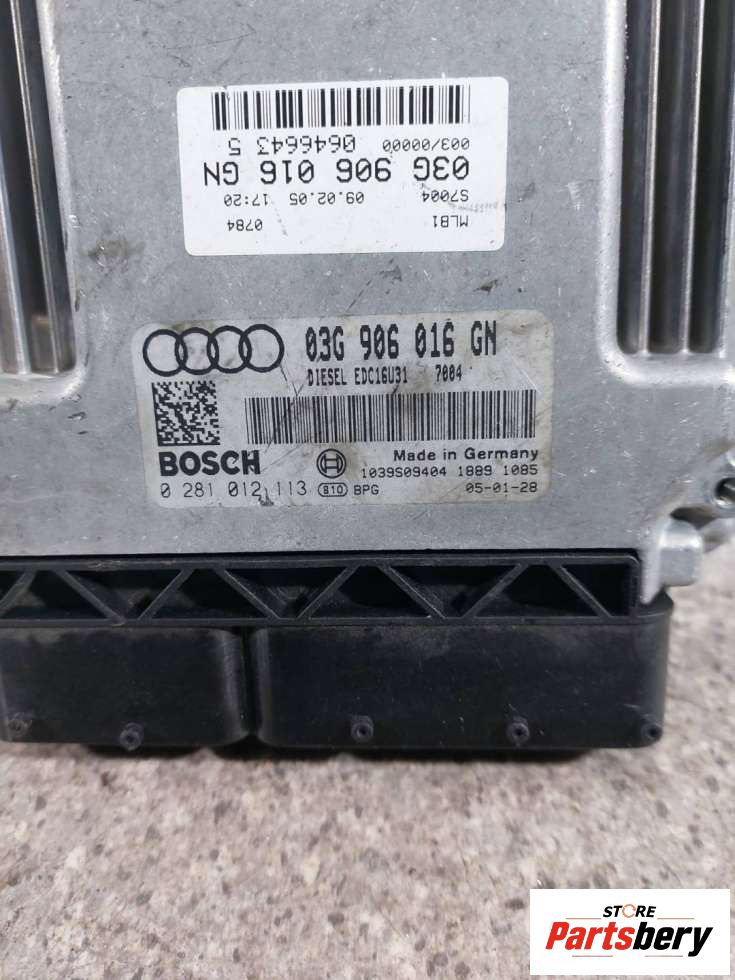 MLB1 0784
S7004 09.02.05 17:20
03G 906 016 GN
003/00000 0646643 5
03G 906 016 GN
DIESEL EDC16U31 7004
BOSCH
Made in Germany
1039S09404 1889 1085
0 281 012 113 810 BPG 05-01-28
STORE
Partsbery